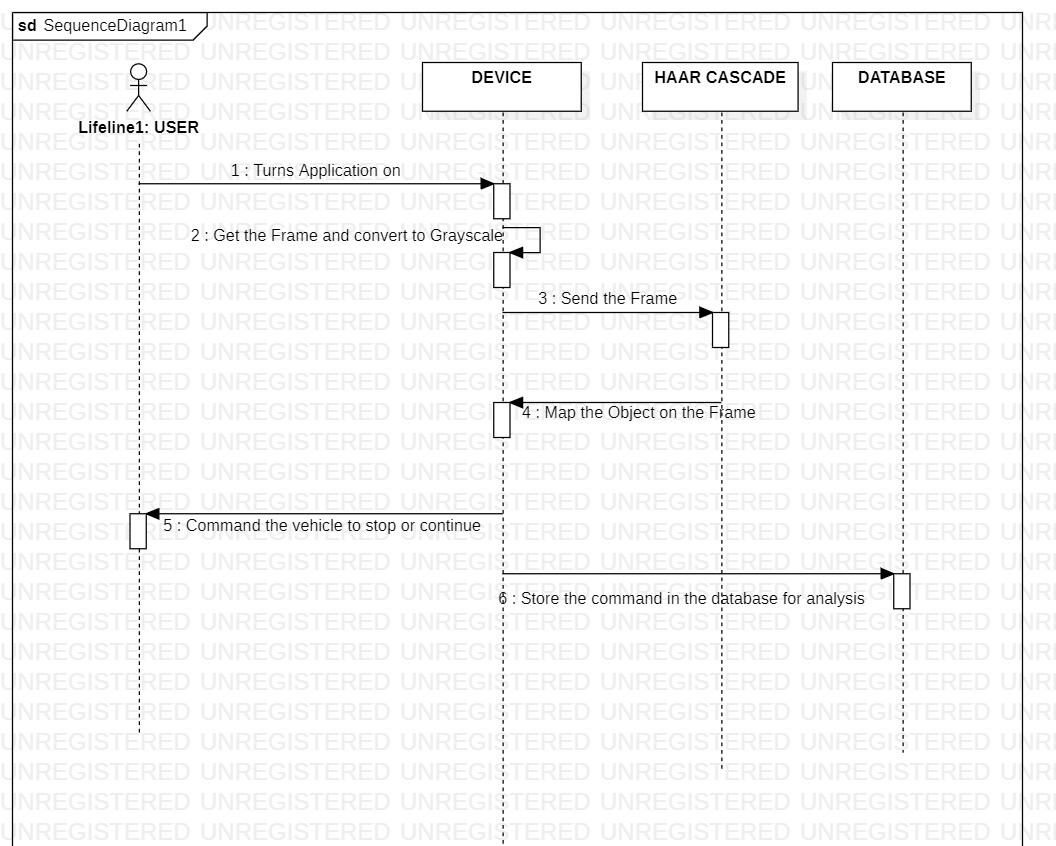 sd SequenceDiagram1
DEVICE
HAAR CASCADE
DATABASE
Lifeline1: USER
1 : Turns Application on
2 : Get the Frame and convert to Grayscale
3 : Send the Frame
4 : Map the Object on the Frame
5 : Command the vehicle to stop or continue
6 : Store the command in the database for analysis
UNREGISTERED